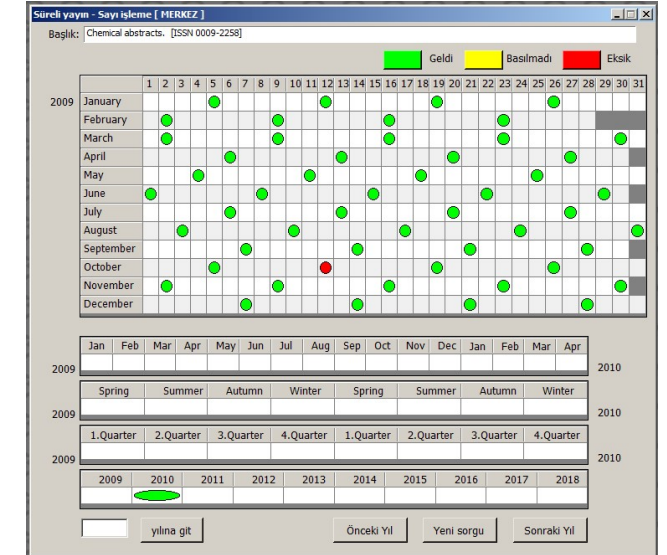 Süreli yayın - Sayı işleme [ MERKEZ ]
Başlık: Chemical abstracts. [ISSN 0009-2258]
Geldi Basılmadı Eksik
1 2 3 4 5 6 7 8 9 10 11 12 13 14 15 16 17 18 19 20 21 22 23 24 25 26 27 28 29 30 31
2009 January
February
March
April
May
June
July
August
September
October
November
December
Jan Feb Mar Apr May Jun Jul Aug Sep Oct Nov Dec Jan Feb Mar Apr
2009 2010
Spring Summer Autumn Winter Spring Summer Autumn Winter
2009 2010
1.Quarter 2.Quarter 3.Quarter 4.Quarter 1.Quarter 2.Quarter 3.Quarter 4.Quarter
2009 2010
2009 2010 2011 2012 2013 2014 2015 2016 2017 2018
yılına git Önceki Yıl Yeni sorgu Sonraki Yıl